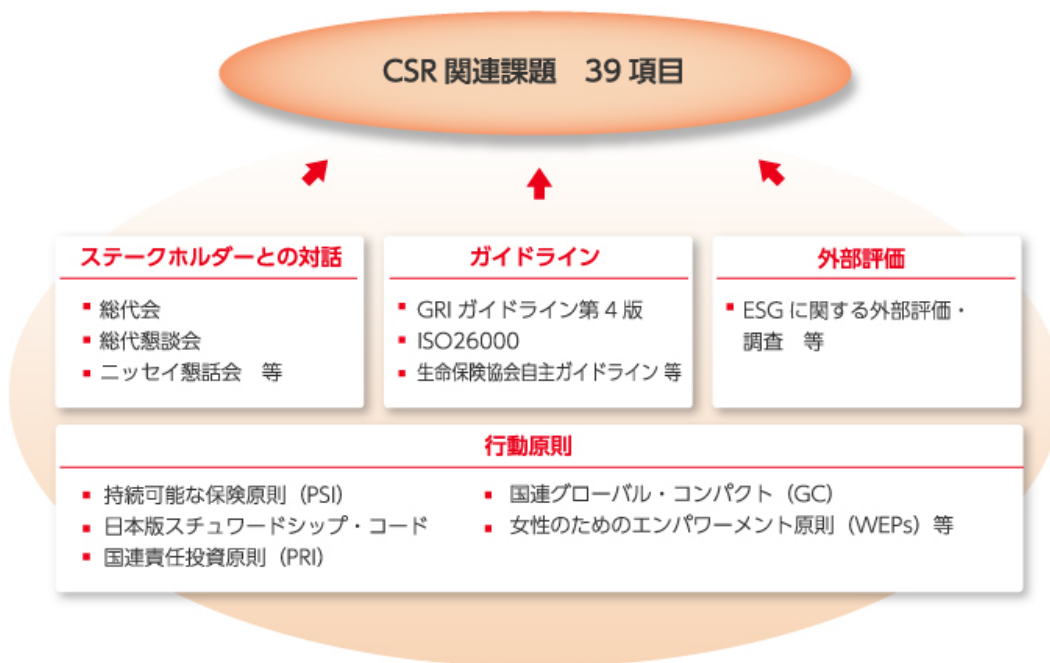 CSR 関連課題　39 項目
ステークホルダーとの対話
▪ 総代会
▪ 総代懇談会
▪ ニッセイ懇話会　等
ガイドライン
▪ GRI ガイドライン第 4 版
▪ ISO26000
▪ 生命保険協会自主ガイドライン 等
外部評価
▪ ESG に関する外部評価・
調査　等
行動原則
▪ 持続可能な保険原則（PSI）
▪ 日本版スチュワードシップ・コード
▪ 国連責任投資原則（PRI）
▪ 国連グローバル・コンパクト（GC）
▪ 女性のためのエンパワーメント原則（WEPs）等